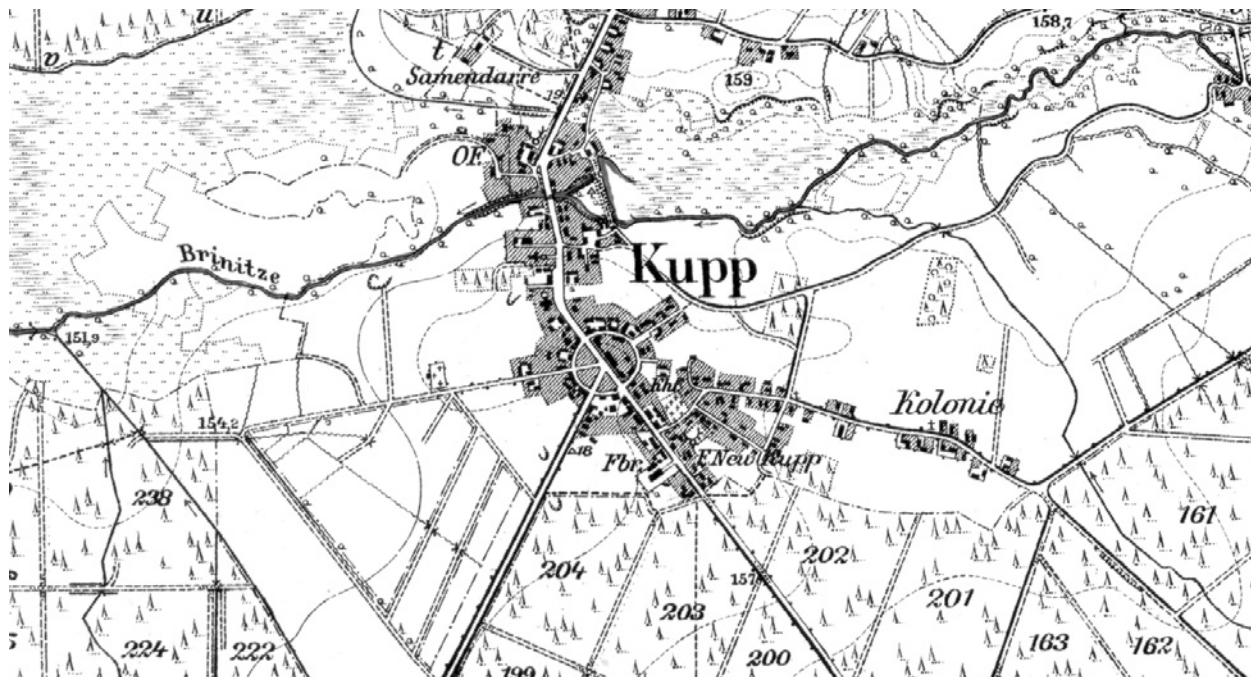 u
v
t
Samendarre
158,7
159
OF.
Kupp
Brinitze
151,9
Kolonie
154,2
Fbr.
F. New Kupp
238
161
204
202
203
201
224
222
200
163
162
199